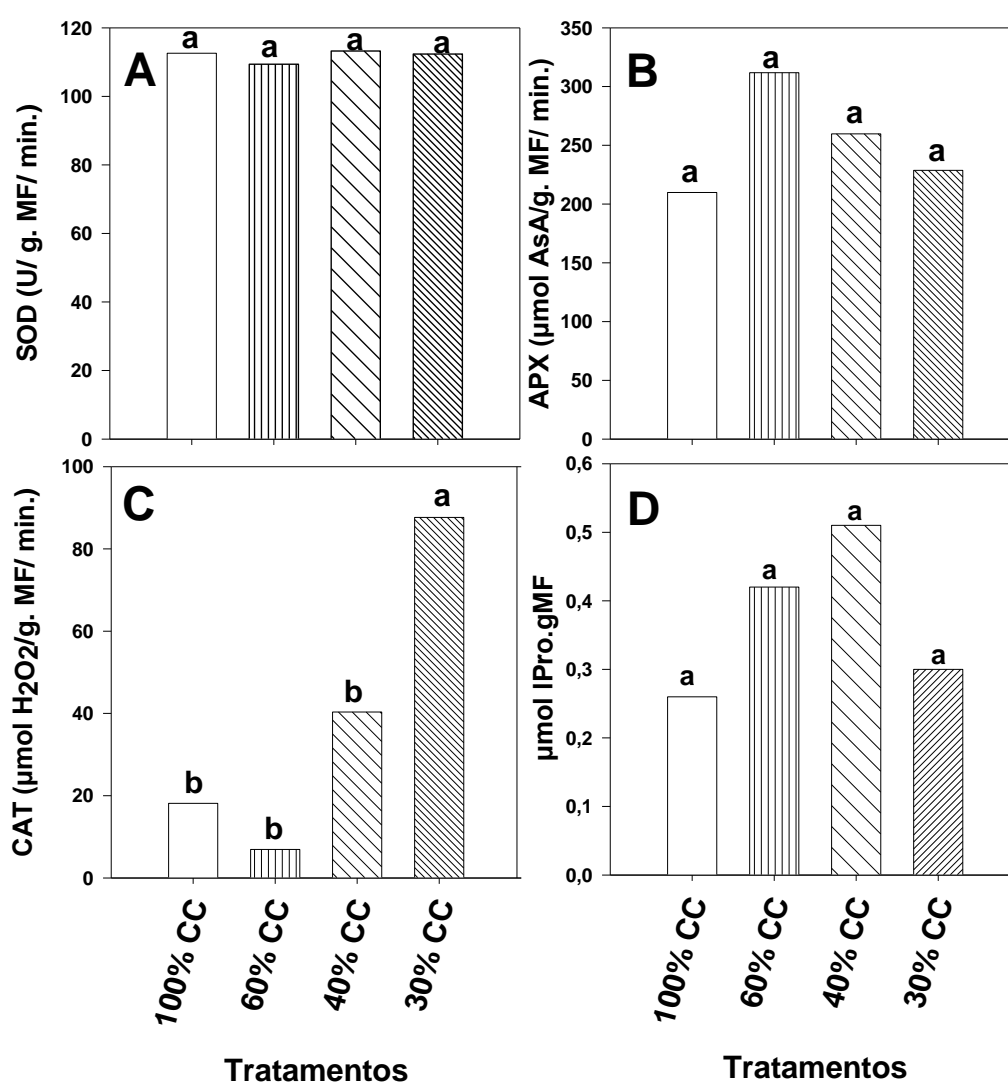 A
SOD (U/ g. MF/ min.)
120
100
80
60
40
20
0
a
a
a
a
B
APX (µmol AsA/g. MF/ min.)
350
300
250
200
150
100
50
0
a
a
a
a
C
CAT (µmol H2O2/g. MF/ min.)
100
80
60
40
20
0
b
b
b
a
100% CC
60% CC
40% CC
30% CC
Tratamentos
D
µmol lPro.gMF
0,6
0,5
0,4
0,3
0,2
0,1
0,0
a
a
a
a
100% CC
60% CC
40% CC
30% CC
Tratamentos